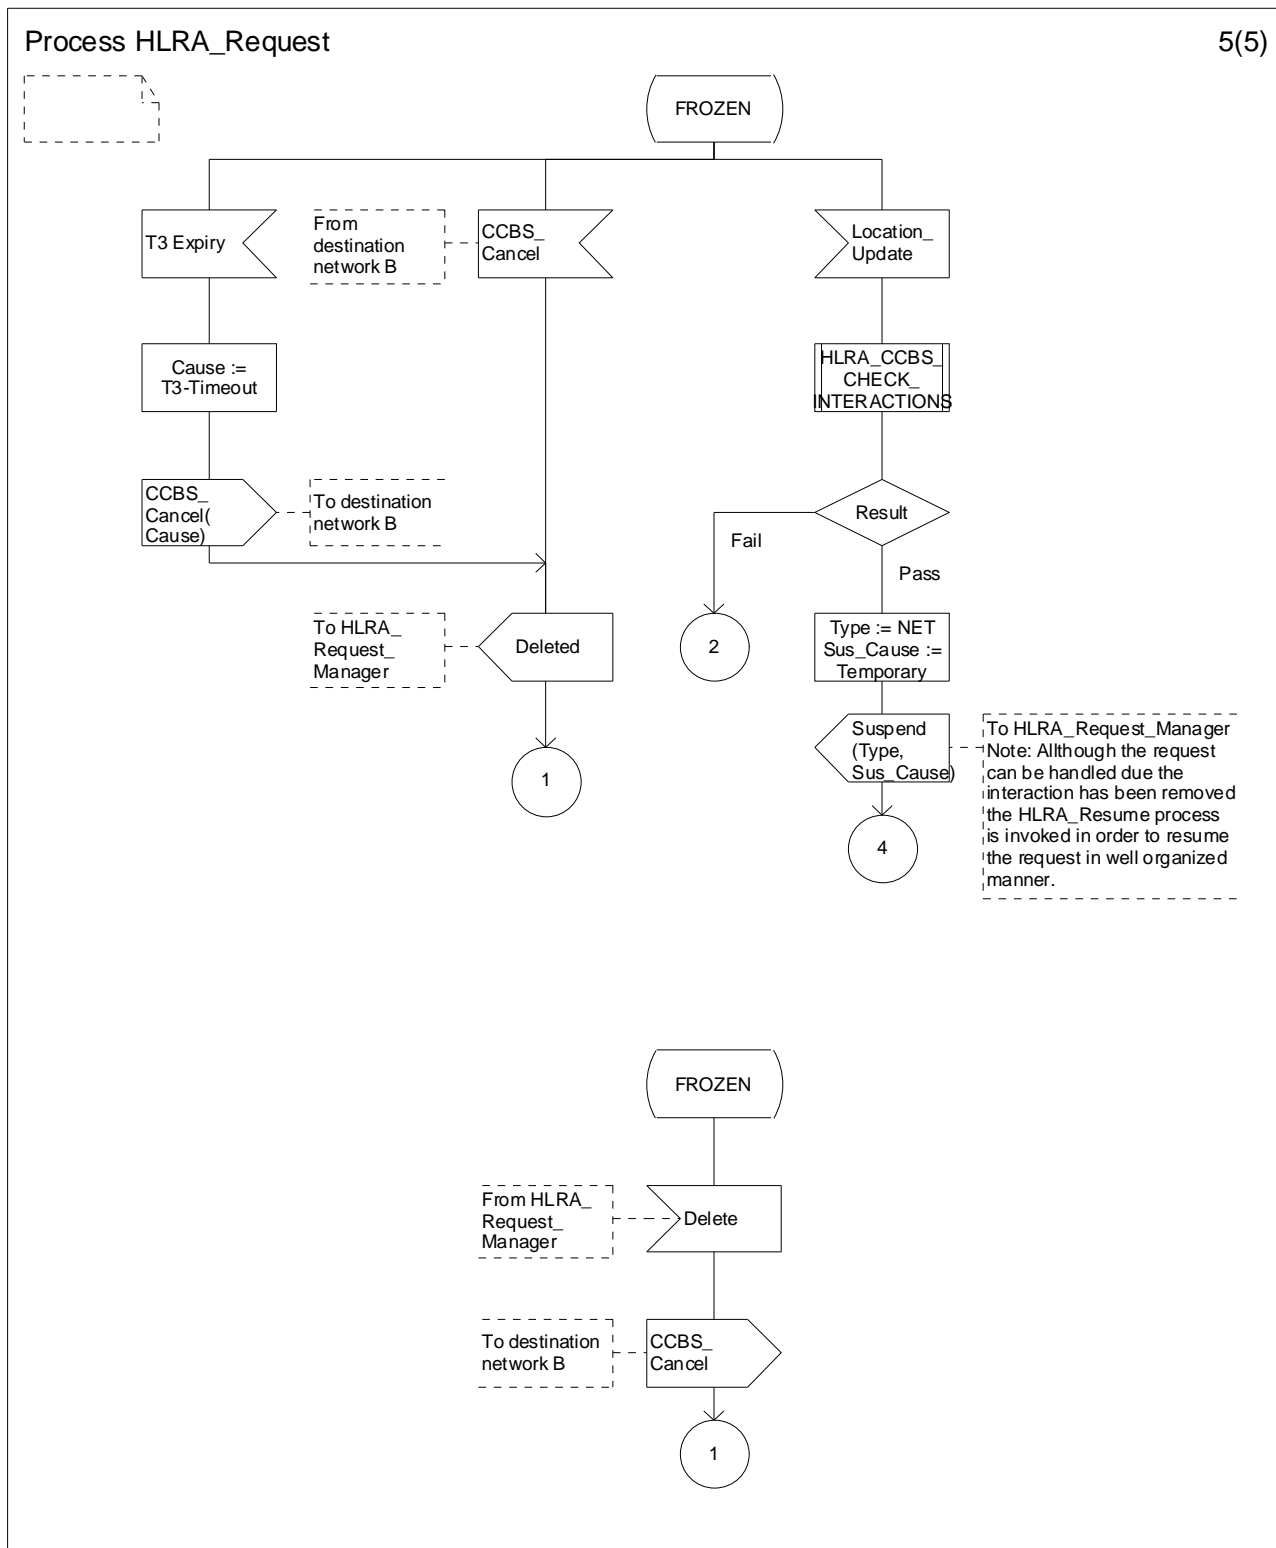 Process HLRA_Request
5(5)
FROZEN
T3 Expiry
From
destination
network B
CCBS_
Cancel
Location_
Update
Cause :=
T3-Timeout
HLRA_CCBS_
CHECK_
INTERACTIONS
CCBS_
Cancel(
Cause)
To destination
network B
Result
Fail
Pass
To HLRA_
Request_
Manager
Deleted
2
Type := NET
Sus_Cause :=
Temporary
1
Suspend
(Type,
Sus_Cause)
To HLRA_Request_Manager
Note: Allthough the request
can be handled due the
interaction has been removed
the HLRA_Resume process
is invoked in order to resume
the request in well organized
manner.
4
FROZEN
From HLRA_
Request_
Manager
Delete
To destination
network B
CCBS_
Cancel
1